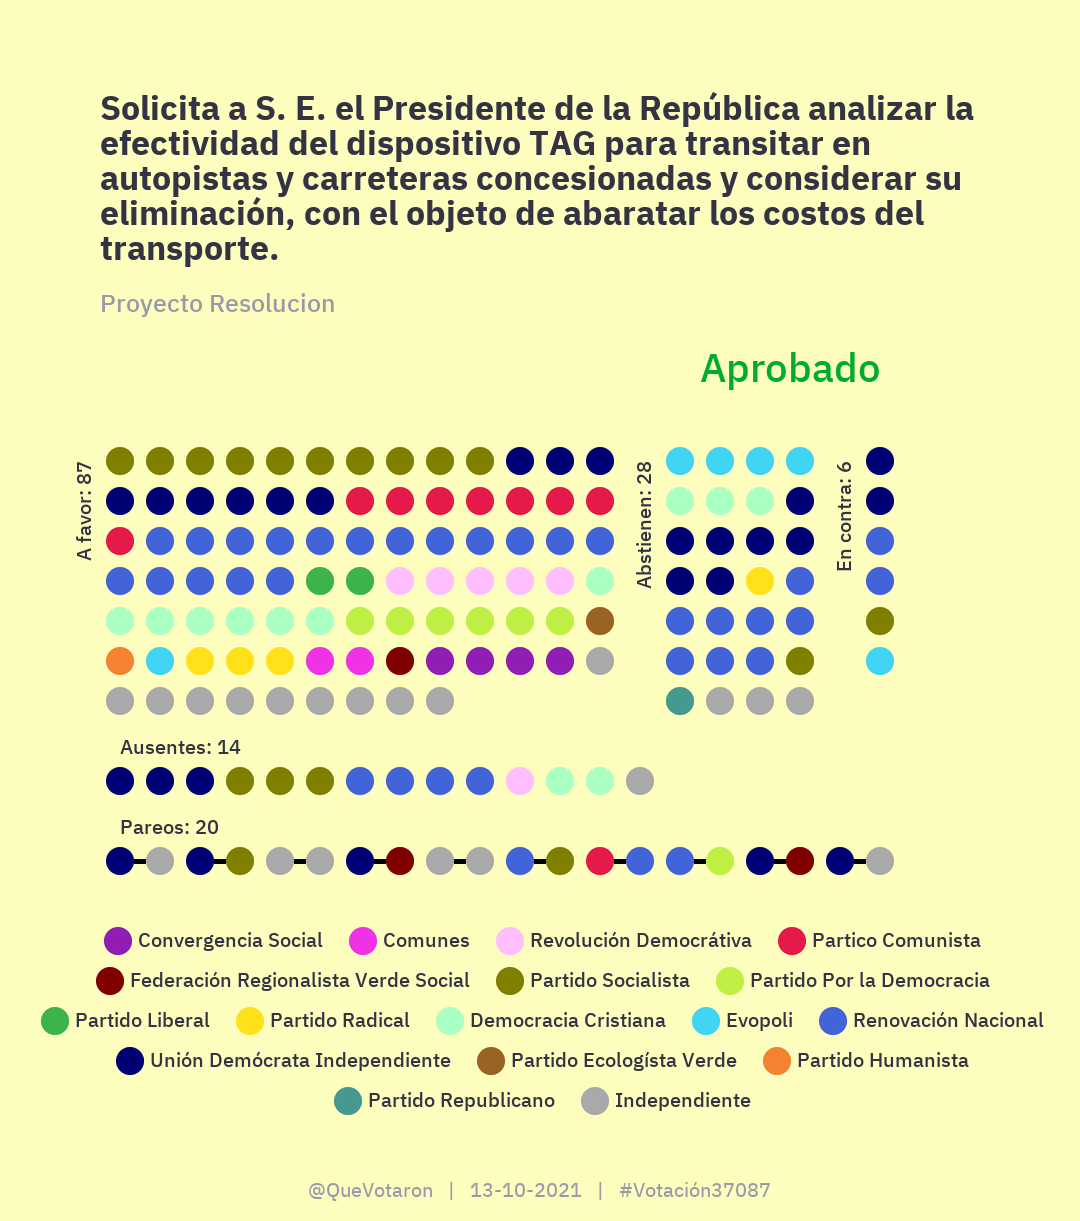 Solicita a S. E. el Presidente de la República analizar la
efectividad del dispositivo TAG para transitar en
autopistas y carreteras concesionadas y considerar su
eliminación, con el objeto de abaratar los costos del
transporte.
Proyecto Resolucion
Aprobado
A favor: 87
Abstienen: 28
En contra: 6
Ausentes: 14
Pareos: 20
Convergencia Social Comunes Revolución Democrátiva Partico Comunista
Federación Regionalista Verde Social Partido Socialista Partido Por la Democracia
Partido Liberal Partido Radical Democracia Cristiana Evopoli Renovación Nacional
Unión Demócrata Independiente Partido Ecologísta Verde Partido Humanista
Partido Republicano Independiente
@QueVotaron | 13-10-2021 | #Votación37087